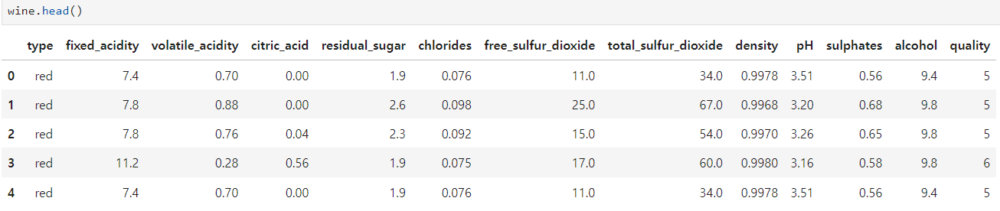 wine.head()
type fixed_acidity volatile_acidity citric_acid residual_sugar chlorides free_sulfur_dioxide total_sulfur_dioxide density pH sulphates alcohol quality
0 red 7.4 0.70 0.00 1.9 0.076 11.0 34.0 0.9978 3.51 0.56 9.4 5
1 red 7.8 0.88 0.00 2.6 0.098 25.0 67.0 0.9968 3.20 0.68 9.8 5
2 red 7.8 0.76 0.04 2.3 0.092 15.0 54.0 0.9970 3.26 0.65 9.8 5
3 red 11.2 0.28 0.56 1.9 0.075 17.0 60.0 0.9980 3.16 0.58 9.8 6
4 red 7.4 0.70 0.00 1.9 0.076 11.0 34.0 0.9978 3.51 0.56 9.4 5